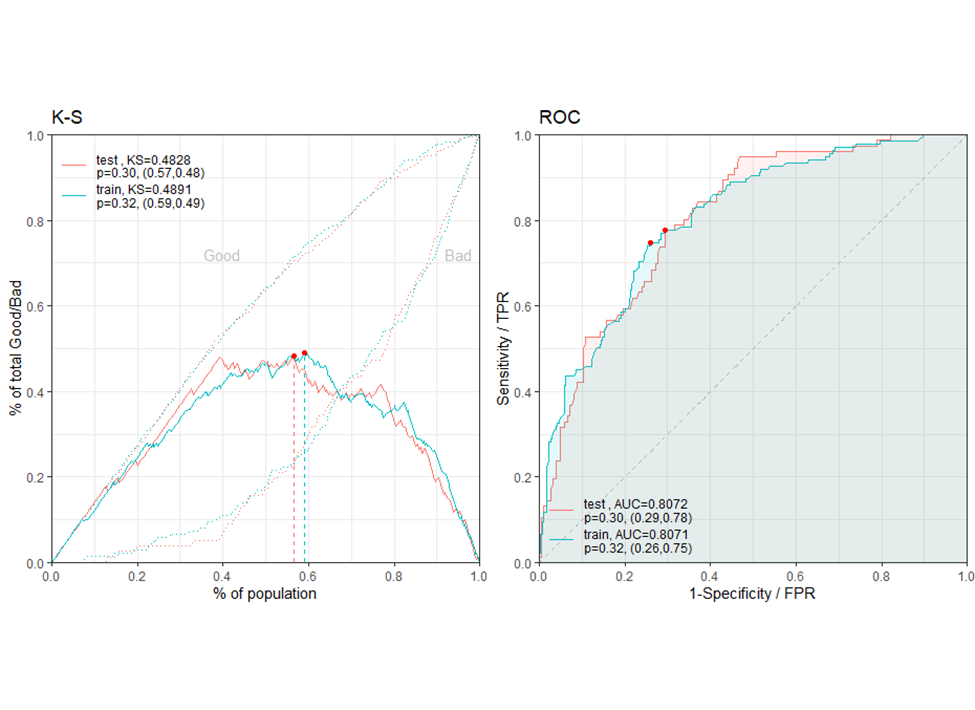 K-S
test , KS=0.4828
p=0.30, (0.57,0.48)
train, KS=0.4891
p=0.32, (0.59,0.49)
Good
Bad
% of total Good/Bad
1.0
0.8
0.6
0.4
0.2
0.0
0.0 0.2 0.4 0.6 0.8 1.0
% of population
ROC
Sensitivity / TPR
1.0
0.8
0.6
0.4
0.2
0.0
test , AUC=0.8072
p=0.30, (0.29,0.78)
train, AUC=0.8071
p=0.32, (0.26,0.75)
0.0 0.2 0.4 0.6 0.8 1.0
1-Specificity / FPR